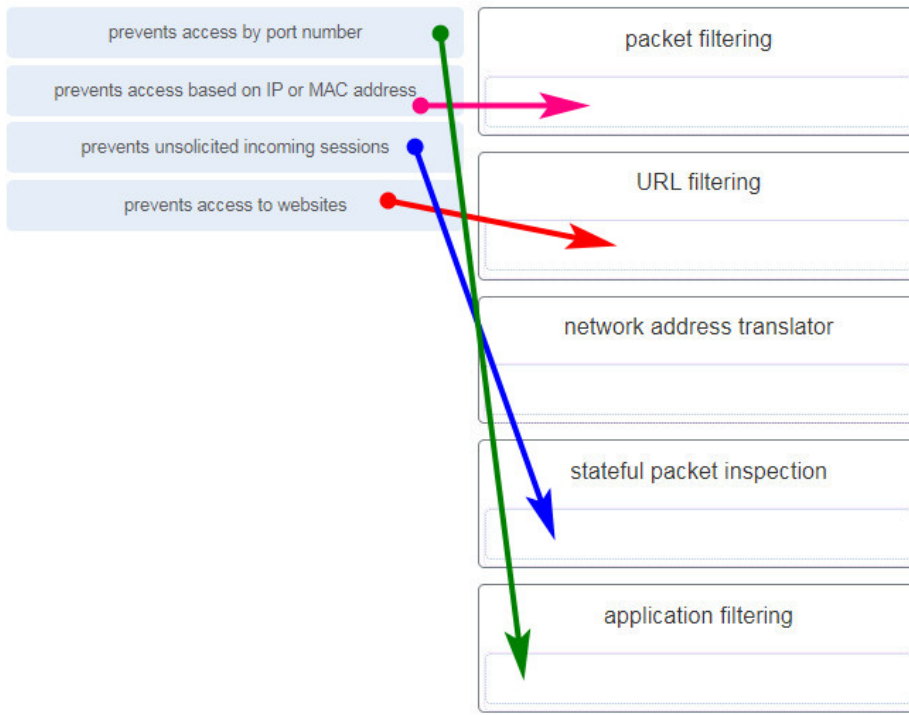 prevents access by port number
prevents access based on IP or MAC address
prevents unsolicited incoming sessions
prevents access to websites
packet filtering
URL filtering
network address translator
stateful packet inspection
application filtering